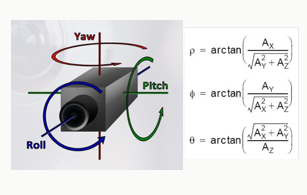 Yaw
Pitch
Roll
ρ = arctan(A_X / √(A_Y² + A_Z²))
ϕ = arctan(A_Y / √(A_X² + A_Z²))
θ = arctan(√(A_X² + A_Y²) / A_Z)